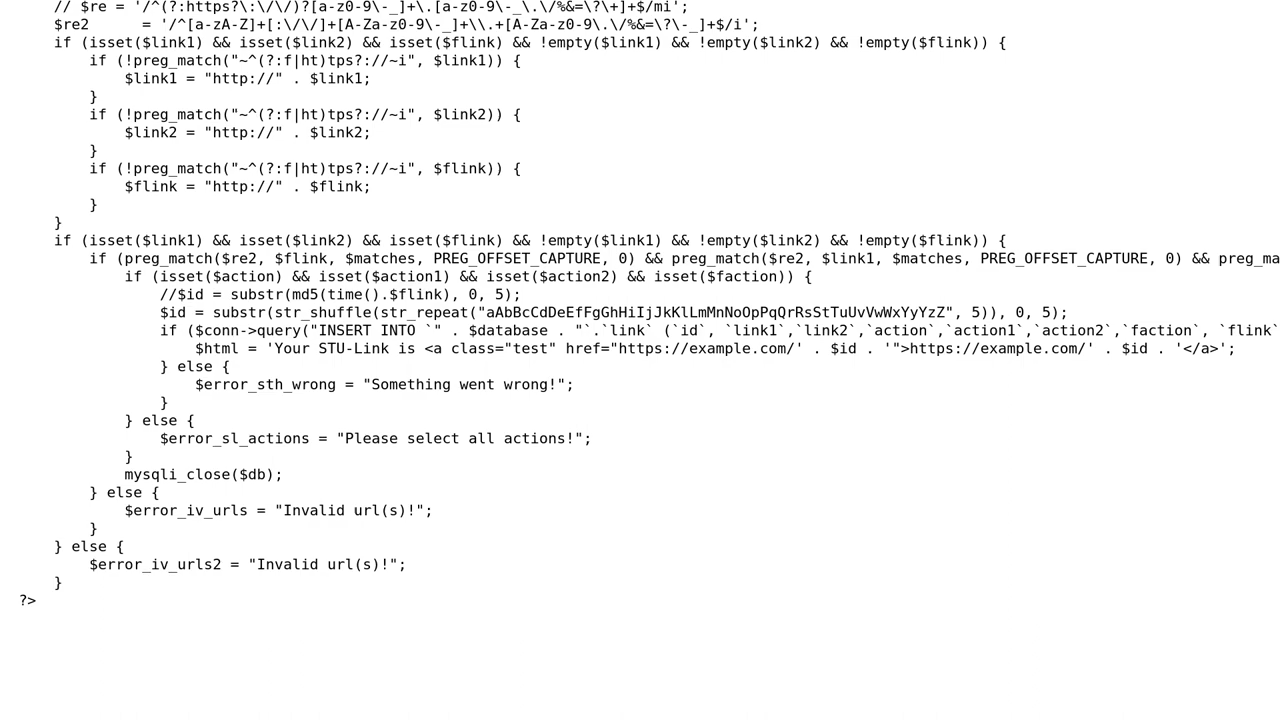 // $re = '/^(?:https?\:\/\/)?[a-z0-9\-_]+\.[a-z0-9\-_\.\/%&=\?\+]+$/mi';
$re2      = '/^[a-zA-Z]+[:\/\/]+[A-Za-z0-9\-_]+\\.+[A-Za-z0-9\.\/%&=\?\-_]+$/i';
if (isset($link1) && isset($link2) && isset($flink) && !empty($link1) && !empty($link2) && !empty($flink)) {
if (!preg_match("~^(?:f|ht)tps?://~i", $link1)) {
$link1 = "http://" . $link1;
}
if (!preg_match("~^(?:f|ht)tps?://~i", $link2)) {
$link2 = "http://" . $link2;
}
if (!preg_match("~^(?:f|ht)tps?://~i", $flink)) {
$flink = "http://" . $flink;
}
}
if (isset($link1) && isset($link2) && isset($flink) && !empty($link1) && !empty($link2) && !empty($flink)) {
if (preg_match($re2, $flink, $matches, PREG_OFFSET_CAPTURE, 0) && preg_match($re2, $link1, $matches, PREG_OFFSET_CAPTURE, 0) && preg_ma
if (isset($action) && isset($action1) && isset($action2) && isset($faction)) {
//$id = substr(md5(time().$flink), 0, 5);
$id = substr(str_shuffle(str_repeat("aAbBcCdDeEfFgGhHiIjJkKlLmMnNoOpPqQrRsStTuUvVwWxYyYzZ", 5)), 0, 5);
if ($conn->query("INSERT INTO `" . $database . "`.`link` (`id`, `link1`,`link2`,`action`,`action1`,`action2`,`faction`, `flink`
$html = 'Your STU-Link is <a class="test" href="https://example.com/' . $id . '">https://example.com/' . $id . '</a>';
} else {
$error_sth_wrong = "Something went wrong!";
}
} else {
$error_sl_actions = "Please select all actions!";
}
mysqli_close($db);
} else {
$error_iv_urls = "Invalid url(s)!";
}
} else {
$error_iv_urls2 = "Invalid url(s)!";
}
?>